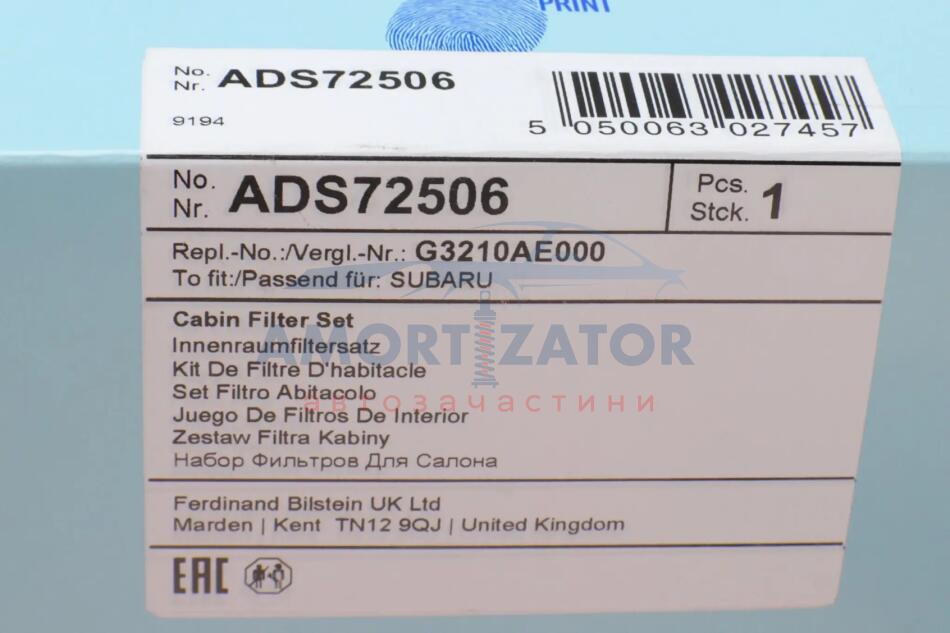 PRINT
No. ADS72506
Nr.
9194
5 050063 027457
No. ADS72506
Nr.
Pcs. 1
Stck.
Repl.-No.:/Vergl.-Nr.: G3210AE000
To fit:/Passend für: SUBARU
Cabin Filter Set
Innenraumfiltersatz
Kit De Filtre D'habitacle
Set Filtro Abitacolo
Juego De Filtros De Interior
Zestaw Filtra Kabiny
Набор Фильтров Для Салона
AMORTIZATOR
автозачастини
Ferdinand Bilstein UK Ltd
Marden | Kent TN12 9QJ | United Kingdom
EAC